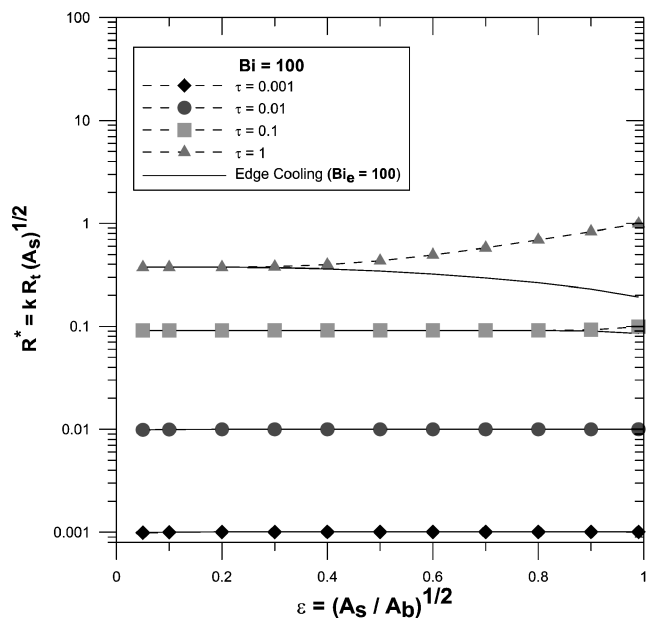 100
10
1
0.1
0.01
0.001
R* = k Rt (As)1/2
Bi = 100
τ = 0.001
τ = 0.01
τ = 0.1
τ = 1
Edge Cooling (Bie = 100)
0 0.2 0.4 0.6 0.8 1
ε = (As / Ab)1/2